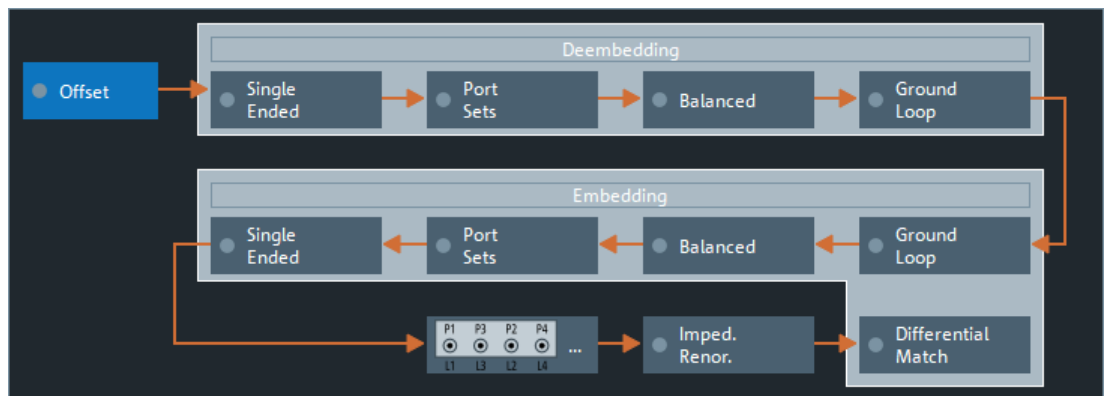 Deembedding
Offset
Single
Ended
Port
Sets
Balanced
Ground
Loop
Embedding
Single
Ended
Port
Sets
Balanced
Ground
Loop
P1 P3 P2 P4
...
L1 L3 L2 L4
Imped.
Renor.
Differential
Match